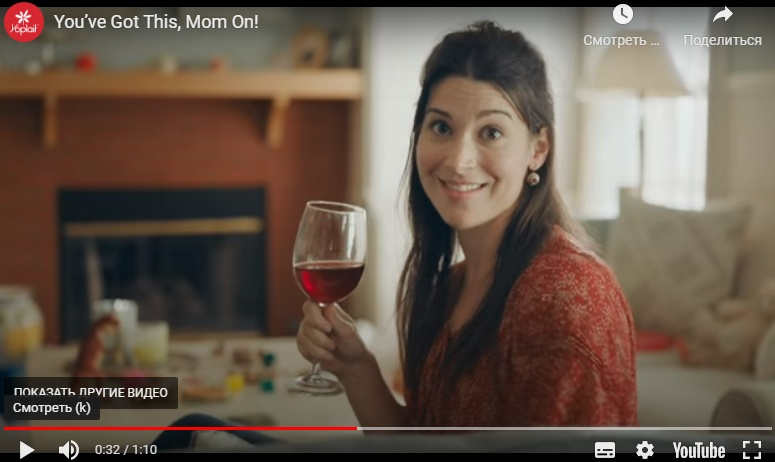 Yoplait
You’ve Got This, Mom On!
Смотреть ...
Поделиться
ПОКАЗАТЬ ДРУГИЕ ВИДЕО
Смотреть (k)
0:32 / 1:10
YouTube